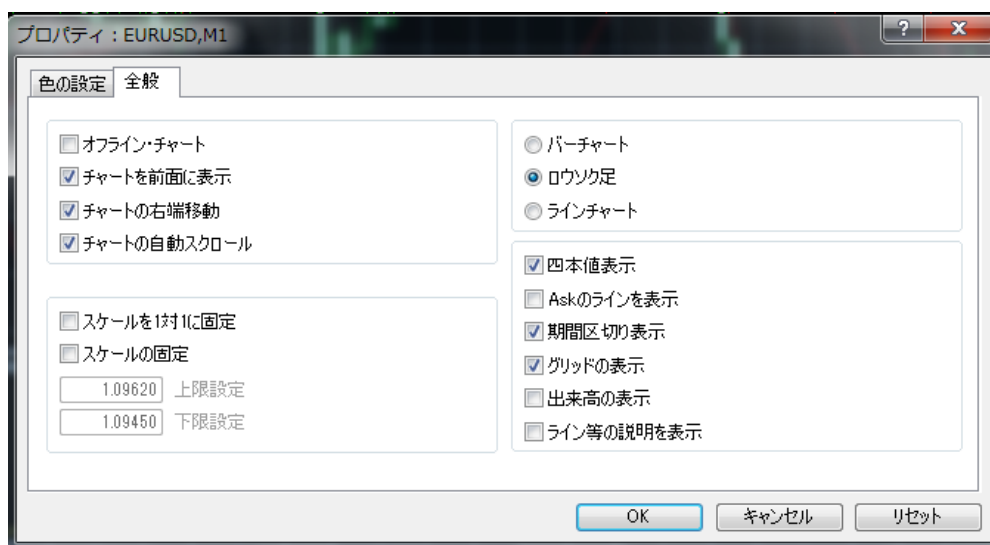 プロパティ：EURUSD,M1
色の設定 全般
オフライン・チャート
チャートを前面に表示
チャートの右端移動
チャートの自動スクロール
スケールを1対1に固定
スケールの固定
1.09620 上限設定
1.09450 下限設定
バーチャート
ロウソク足
ラインチャート
四本値表示
Askのラインを表示
期間区切り表示
グリッドの表示
出来高の表示
ライン等の説明を表示
OK キャンセル リセット